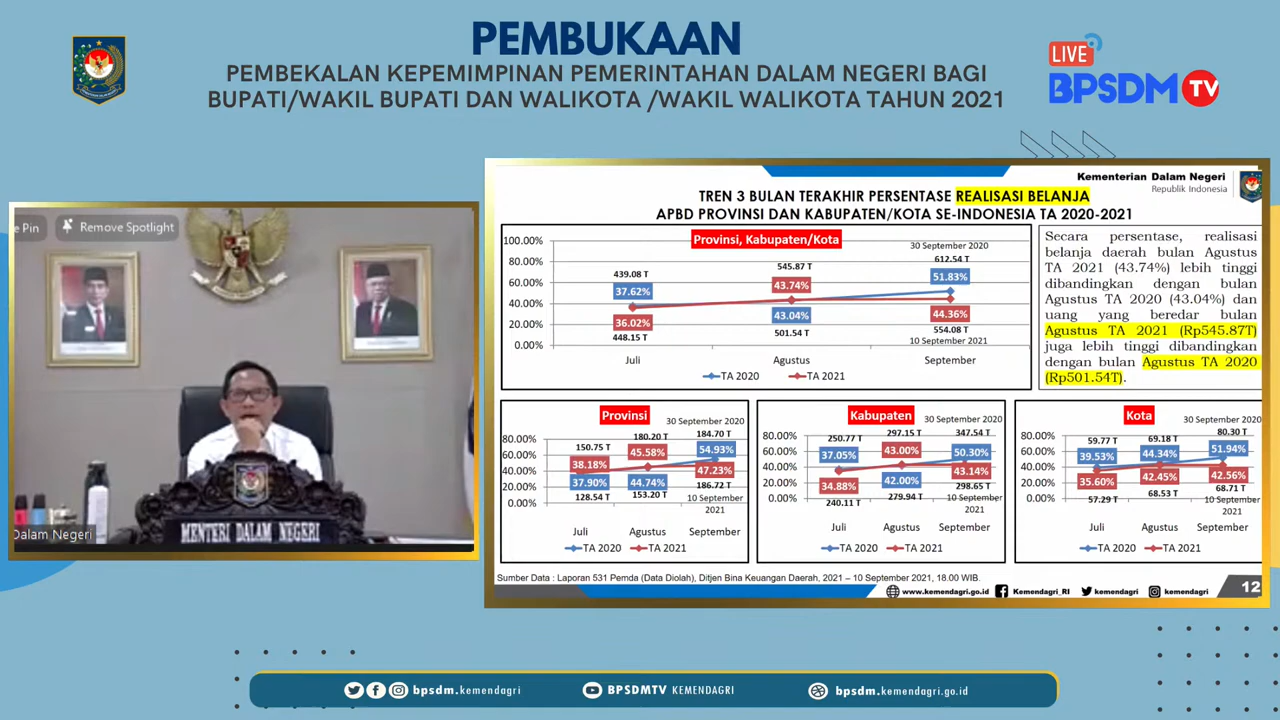 PEMBUKAAN
PEMBEKALAN KEPEMIMPINAN PEMERINTAHAN DALAM NEGERI BAGI
BUPATI/WAKIL BUPATI DAN WALIKOTA /WAKIL WALIKOTA TAHUN 2021
LIVE
BPSDM TV
e Pin
Remove Spotlight
MENTERI DALAM NEGERI
Dalam Negeri
Kementerian Dalam Negeri
Republik Indonesia
TREN 3 BULAN TERAKHIR PERSENTASE REALISASI BELANJA
APBD PROVINSI DAN KABUPATEN/KOTA SE-INDONESIA TA 2020-2021
Provinsi, Kabupaten/Kota
100.00%
80.00%
60.00%
40.00%
20.00%
0.00%
439.08 T
37.62%
36.02%
448.15 T
545.87 T
43.74%
43.04%
501.54 T
30 September 2020
612.54 T
51.83%
44.36%
554.08 T
10 September 2021
Juli
Agustus
September
TA 2020
TA 2021
Secara persentase, realisasi
belanja daerah bulan Agustus
TA 2021 (43.74%) lebih tinggi
dibandingkan dengan bulan
Agustus TA 2020 (43.04%) dan
uang yang beredar bulan
Agustus TA 2021 (Rp545.87T)
juga lebih tinggi dibandingkan
dengan bulan Agustus TA 2020
(Rp501.54T).
Provinsi
80.00%
60.00%
40.00%
20.00%
0.00%
150.75 T
38.18%
37.90%
128.54 T
180.20 T
45.58%
44.74%
153.20 T
30 September 2020
184.70 T
54.93%
47.23%
186.72 T
10 September
2021
Juli
Agustus
September
TA 2020
TA 2021
Kabupaten
80.00%
60.00%
40.00%
20.00%
0.00%
250.77 T
37.05%
34.88%
240.11 T
297.15 T
43.00%
42.00%
279.94 T
30 September 2020
347.54 T
50.30%
43.14%
298.65 T
10 September
2021
Juli
Agustus
September
TA 2020
TA 2021
Kota
80.00%
60.00%
40.00%
20.00%
0.00%
59.77 T
39.53%
35.60%
57.29 T
69.18 T
44.34%
42.45%
68.53 T
30 September 2020
80.30 T
51.94%
42.56%
68.71 T
10 September
2021
Juli
Agustus
September
TA 2020
TA 2021
Sumber Data : Laporan 531 Pemda (Data Diolah), Ditjen Bina Keuangan Daerah, 2021 – 10 September 2021, 18.00 WIB.
www.kemendagri.go.id
Kemendagri_RI
kemendagri
kemendagri
12
bpsdm.kemendagri
BPSDMTV KEMENDAGRI
bpsdm.kemendagri.go.id